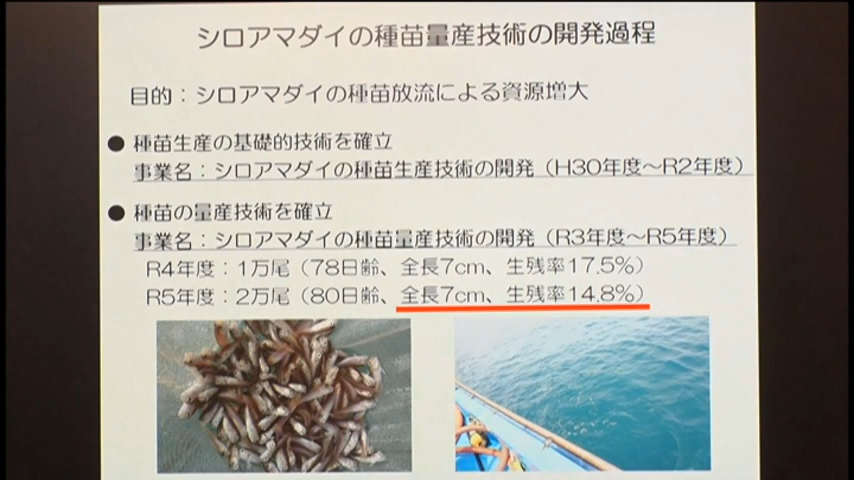 シロアマダイの種苗量産技術の開発過程
目的：シロアマダイの種苗放流による資源増大
● 種苗生産の基礎的技術を確立
事業名：シロアマダイの種苗生産技術の開発（H30年度～R2年度）
● 種苗の量産技術を確立
事業名：シロアマダイの種苗量産技術の開発（R3年度～R5年度）
R4年度：1万尾（78日齢、全長7cm、生残率17.5%）
R5年度：2万尾（80日齢、全長7cm、生残率14.8%）